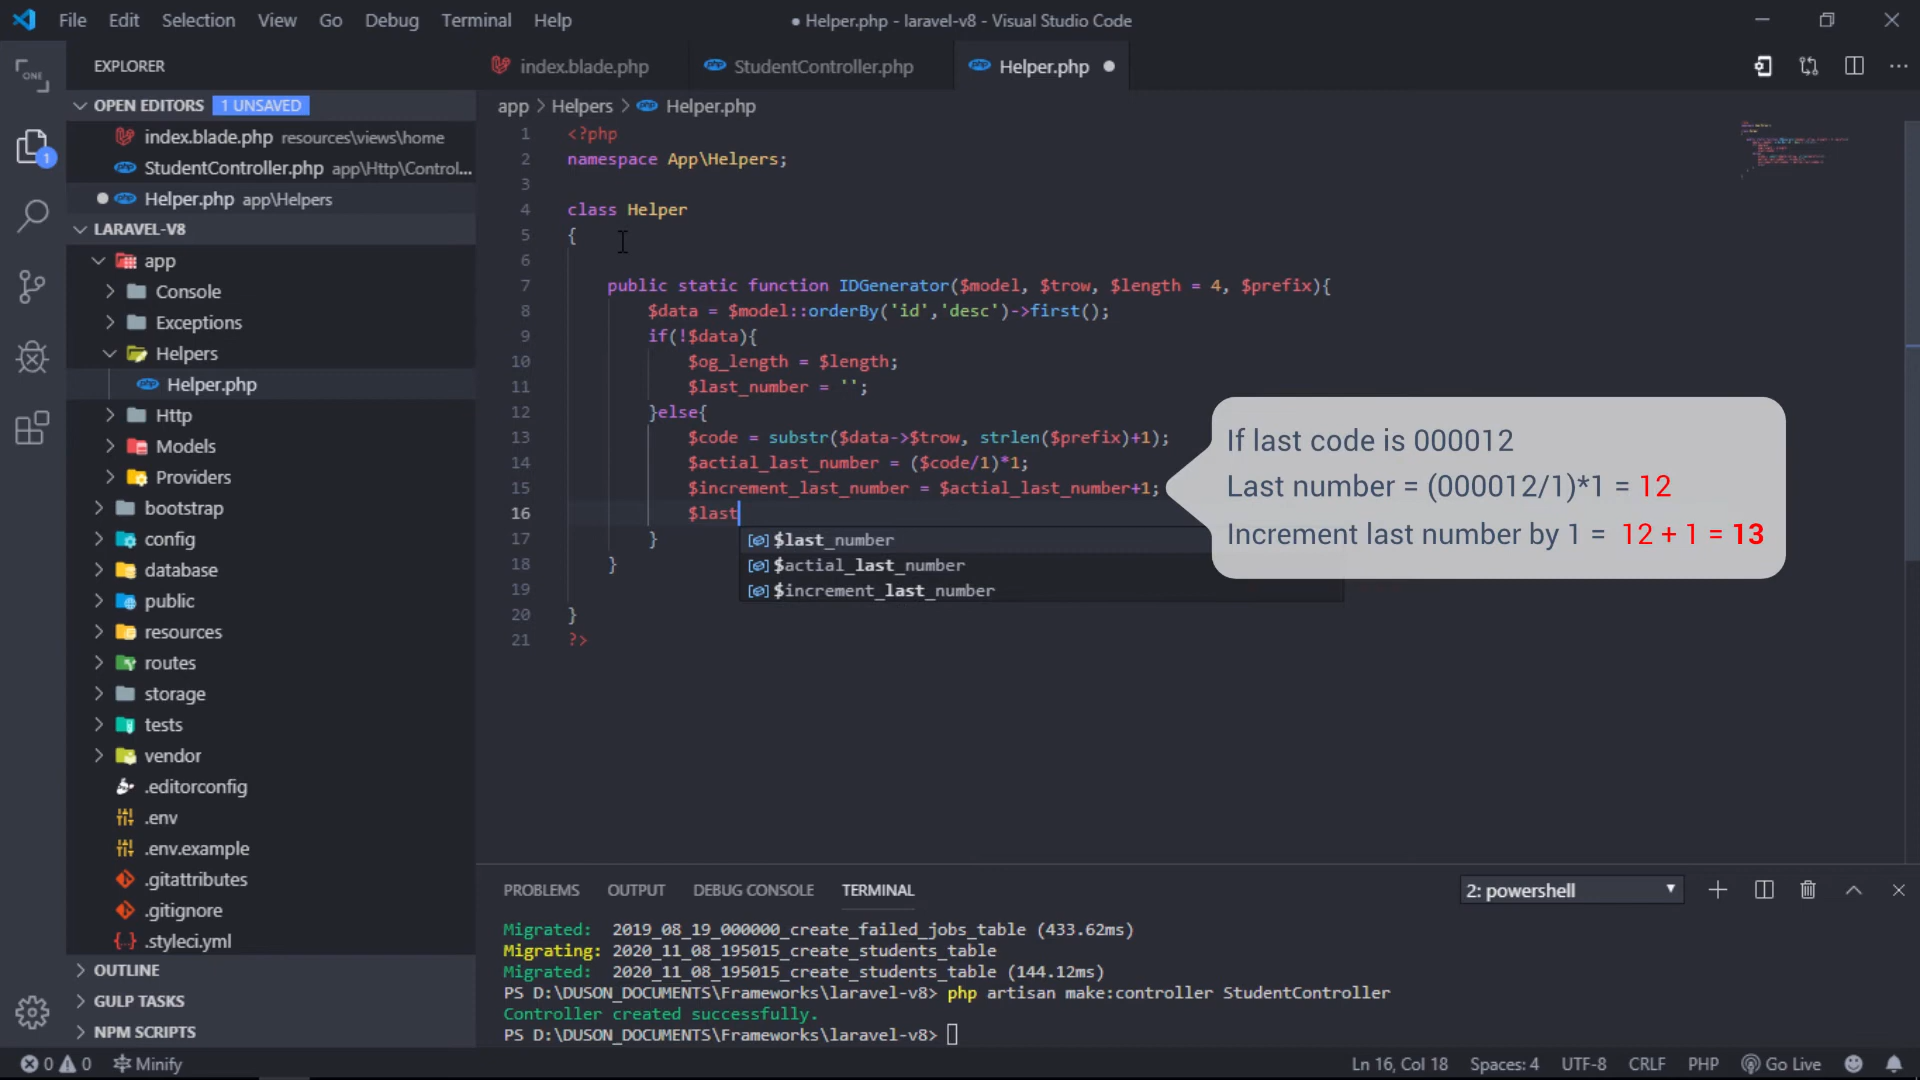 File Edit Selection View Go Debug Terminal Help
● Helper.php - laravel-v8 - Visual Studio Code
ONE
EXPLORER
OPEN EDITORS 1 UNSAVED
index.blade.php resources\views\home
StudentController.php app\Http\Control...
Helper.php app\Helpers
LARAVEL-V8
app
Console
Exceptions
Helpers
Helper.php
Http
Models
Providers
bootstrap
config
database
public
resources
routes
storage
tests
vendor
.editorconfig
.env
.env.example
.gitattributes
.gitignore
.styleci.yml
OUTLINE
GULP TASKS
NPM SCRIPTS
1
index.blade.php StudentController.php Helper.php
app > Helpers > Helper.php
1 <?php
2 namespace App\Helpers;
3
4 class Helper
5 {
6
7 public static function IDGenerator($model, $trow, $length = 4, $prefix){
8 $data = $model::orderBy('id','desc')->first();
9 if(!$data){
10 $og_length = $length;
11 $last_number = '';
12 }else{
13 $code = substr($data->$trow, strlen($prefix)+1);
14 $actial_last_number = ($code/1)*1;
15 $increment_last_number = $actial_last_number+1;
16 $last
17 }
18 }
19
20 }
21 ?>
$last_number
$actial_last_number
$increment_last_number
If last code is 000012
Last number = (000012/1)*1 = 12
Increment last number by 1 = 12 + 1 = 13
PROBLEMS OUTPUT DEBUG CONSOLE TERMINAL
2: powershell
Migrated: 2019_08_19_000000_create_failed_jobs_table (433.62ms)
Migrating: 2020_11_08_195015_create_students_table
Migrated: 2020_11_08_195015_create_students_table (144.12ms)
PS D:\DUSON_DOCUMENTS\Frameworks\laravel-v8> php artisan make:controller StudentController
Controller created successfully.
PS D:\DUSON_DOCUMENTS\Frameworks\laravel-v8>
0 0 Minify
Ln 16, Col 18 Spaces: 4 UTF-8 CRLF PHP Go Live